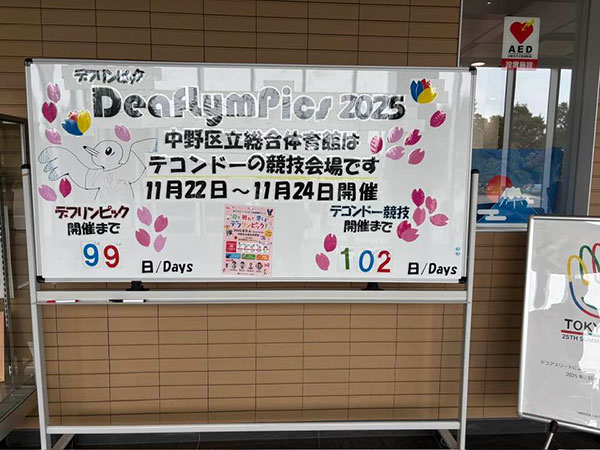 デフリンピック
Deaflympics 2025
中野区立総合体育館は
テコンドーの競技会場です
11月22日～11月24日開催
デフリンピック
開催まで
99 日/Days
テコンドー競技
開催まで
102 日/Days
AED
設置施設
TOKY
25TH SUMM